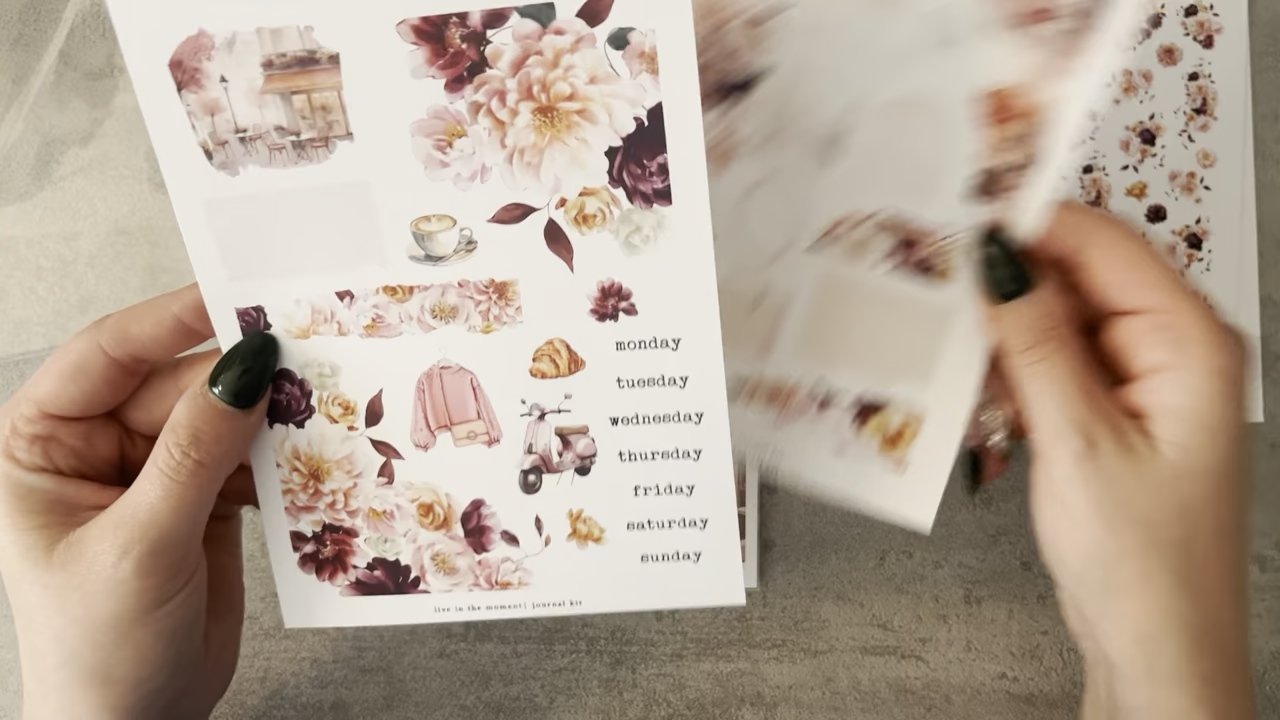 monday
tuesday
wednesday
thursday
friday
saturday
sunday
live in the moment| journal kit